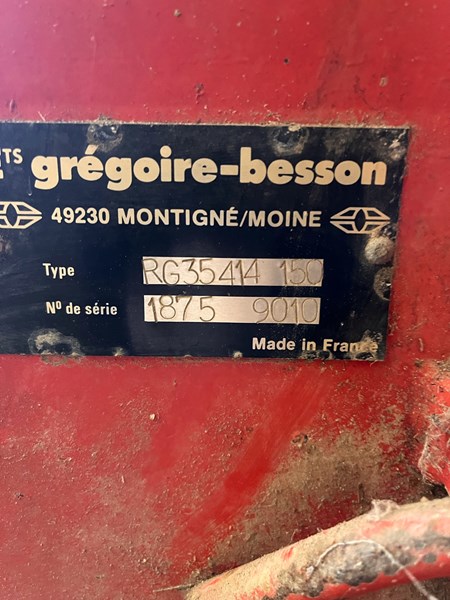 grégoire-besson
49230 MONTIGNÉ/MOINE
Type RG35414 150
Nº de série 1875 9010
Made in France